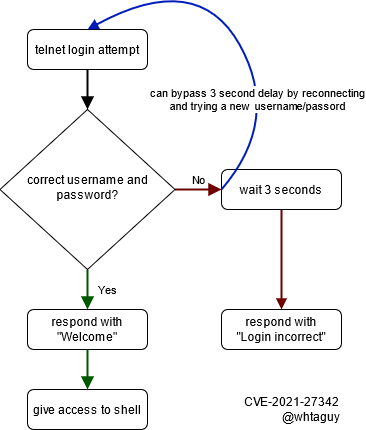 telnet login attempt
can bypass 3 second delay by reconnecting
and trying a new username/passord
correct username and
password?
No
wait 3 seconds
Yes
respond with
"Welcome"
respond with
"Login incorrect"
give access to shell
CVE-2021-27342
@whtaguy